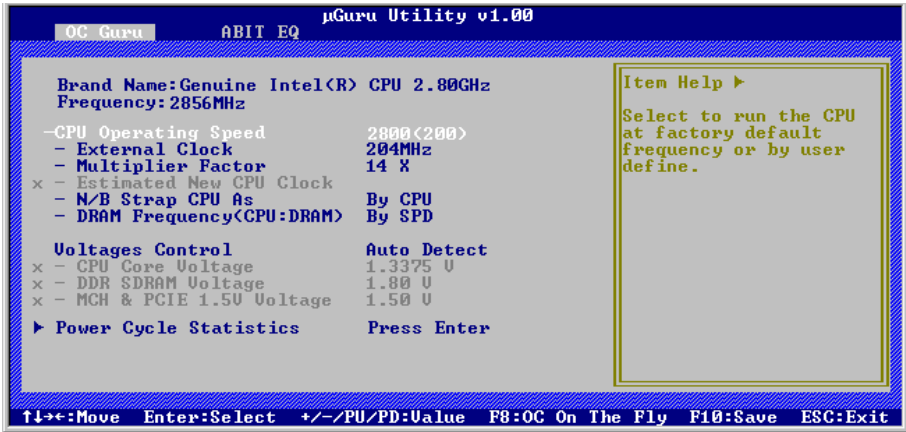 µGuru Utility v1.00
OC Guru ABIT EQ
Brand Name:Genuine Intel(R) CPU 2.80GHz
Frequency:2856MHz
—CPU Operating Speed 2800(200)
- External Clock 204MHz
- Multiplier Factor 14 X
x - Estimated New CPU Clock
- N/B Strap CPU As By CPU
- DRAM Frequency(CPU:DRAM) By SPD
Voltages Control Auto Detect
x - CPU Core Voltage 1.3375 V
x - DDR SDRAM Voltage 1.80 V
x - MCH & PCIE 1.5V Voltage 1.50 V
Power Cycle Statistics Press Enter
Item Help
Select to run the CPU
at factory default
frequency or by user
define.
↑↓→←:Move Enter:Select +/-/PU/PD:Value F8:OC On The Fly F10:Save ESC:Exit